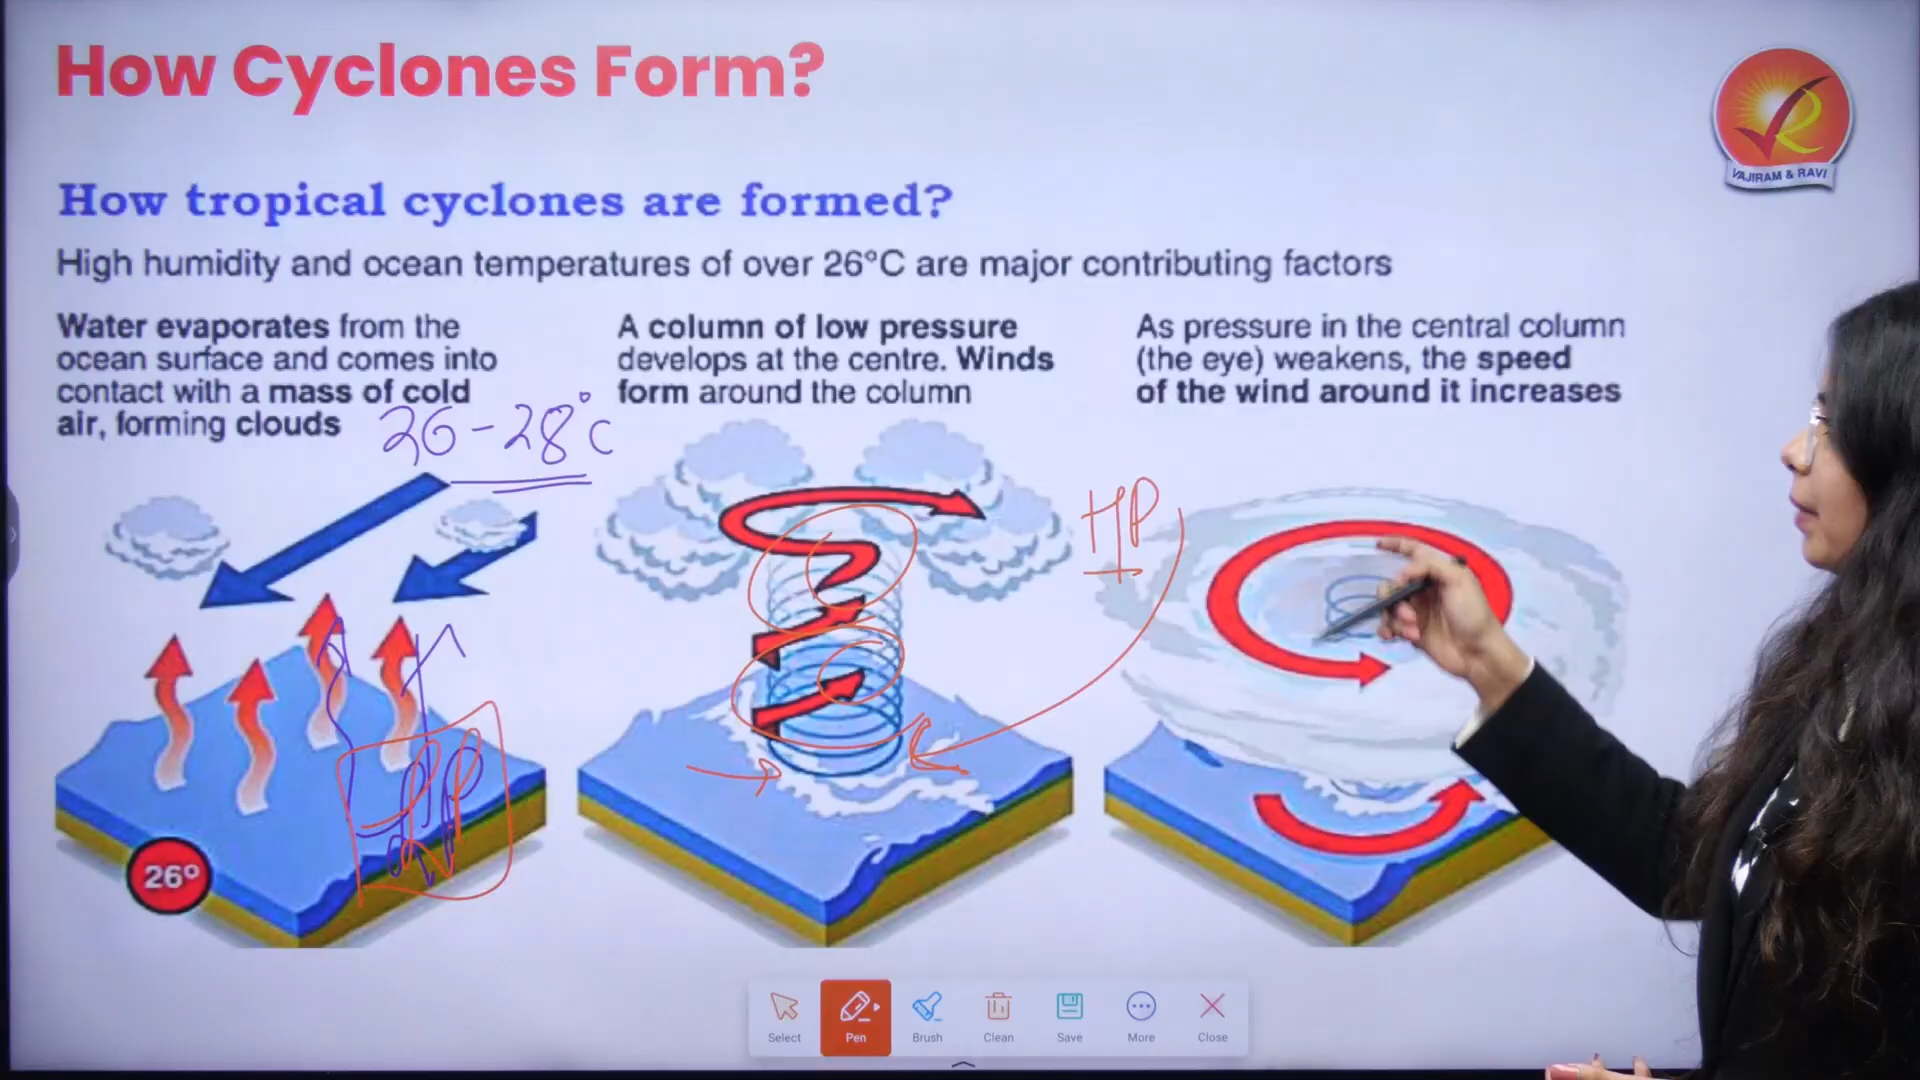 How Cyclones Form?
VAJIRAM & RAVI
How tropical cyclones are formed?
High humidity and ocean temperatures of over 26°C are major contributing factors
Water evaporates from the
ocean surface and comes into
contact with a mass of cold
air, forming clouds
26-28°C
A column of low pressure
develops at the centre. Winds
form around the column
HP
As pressure in the central column
(the eye) weakens, the speed
of the wind around it increases
LP
26°
Select
Pen
Brush
Clean
Save
More
Close